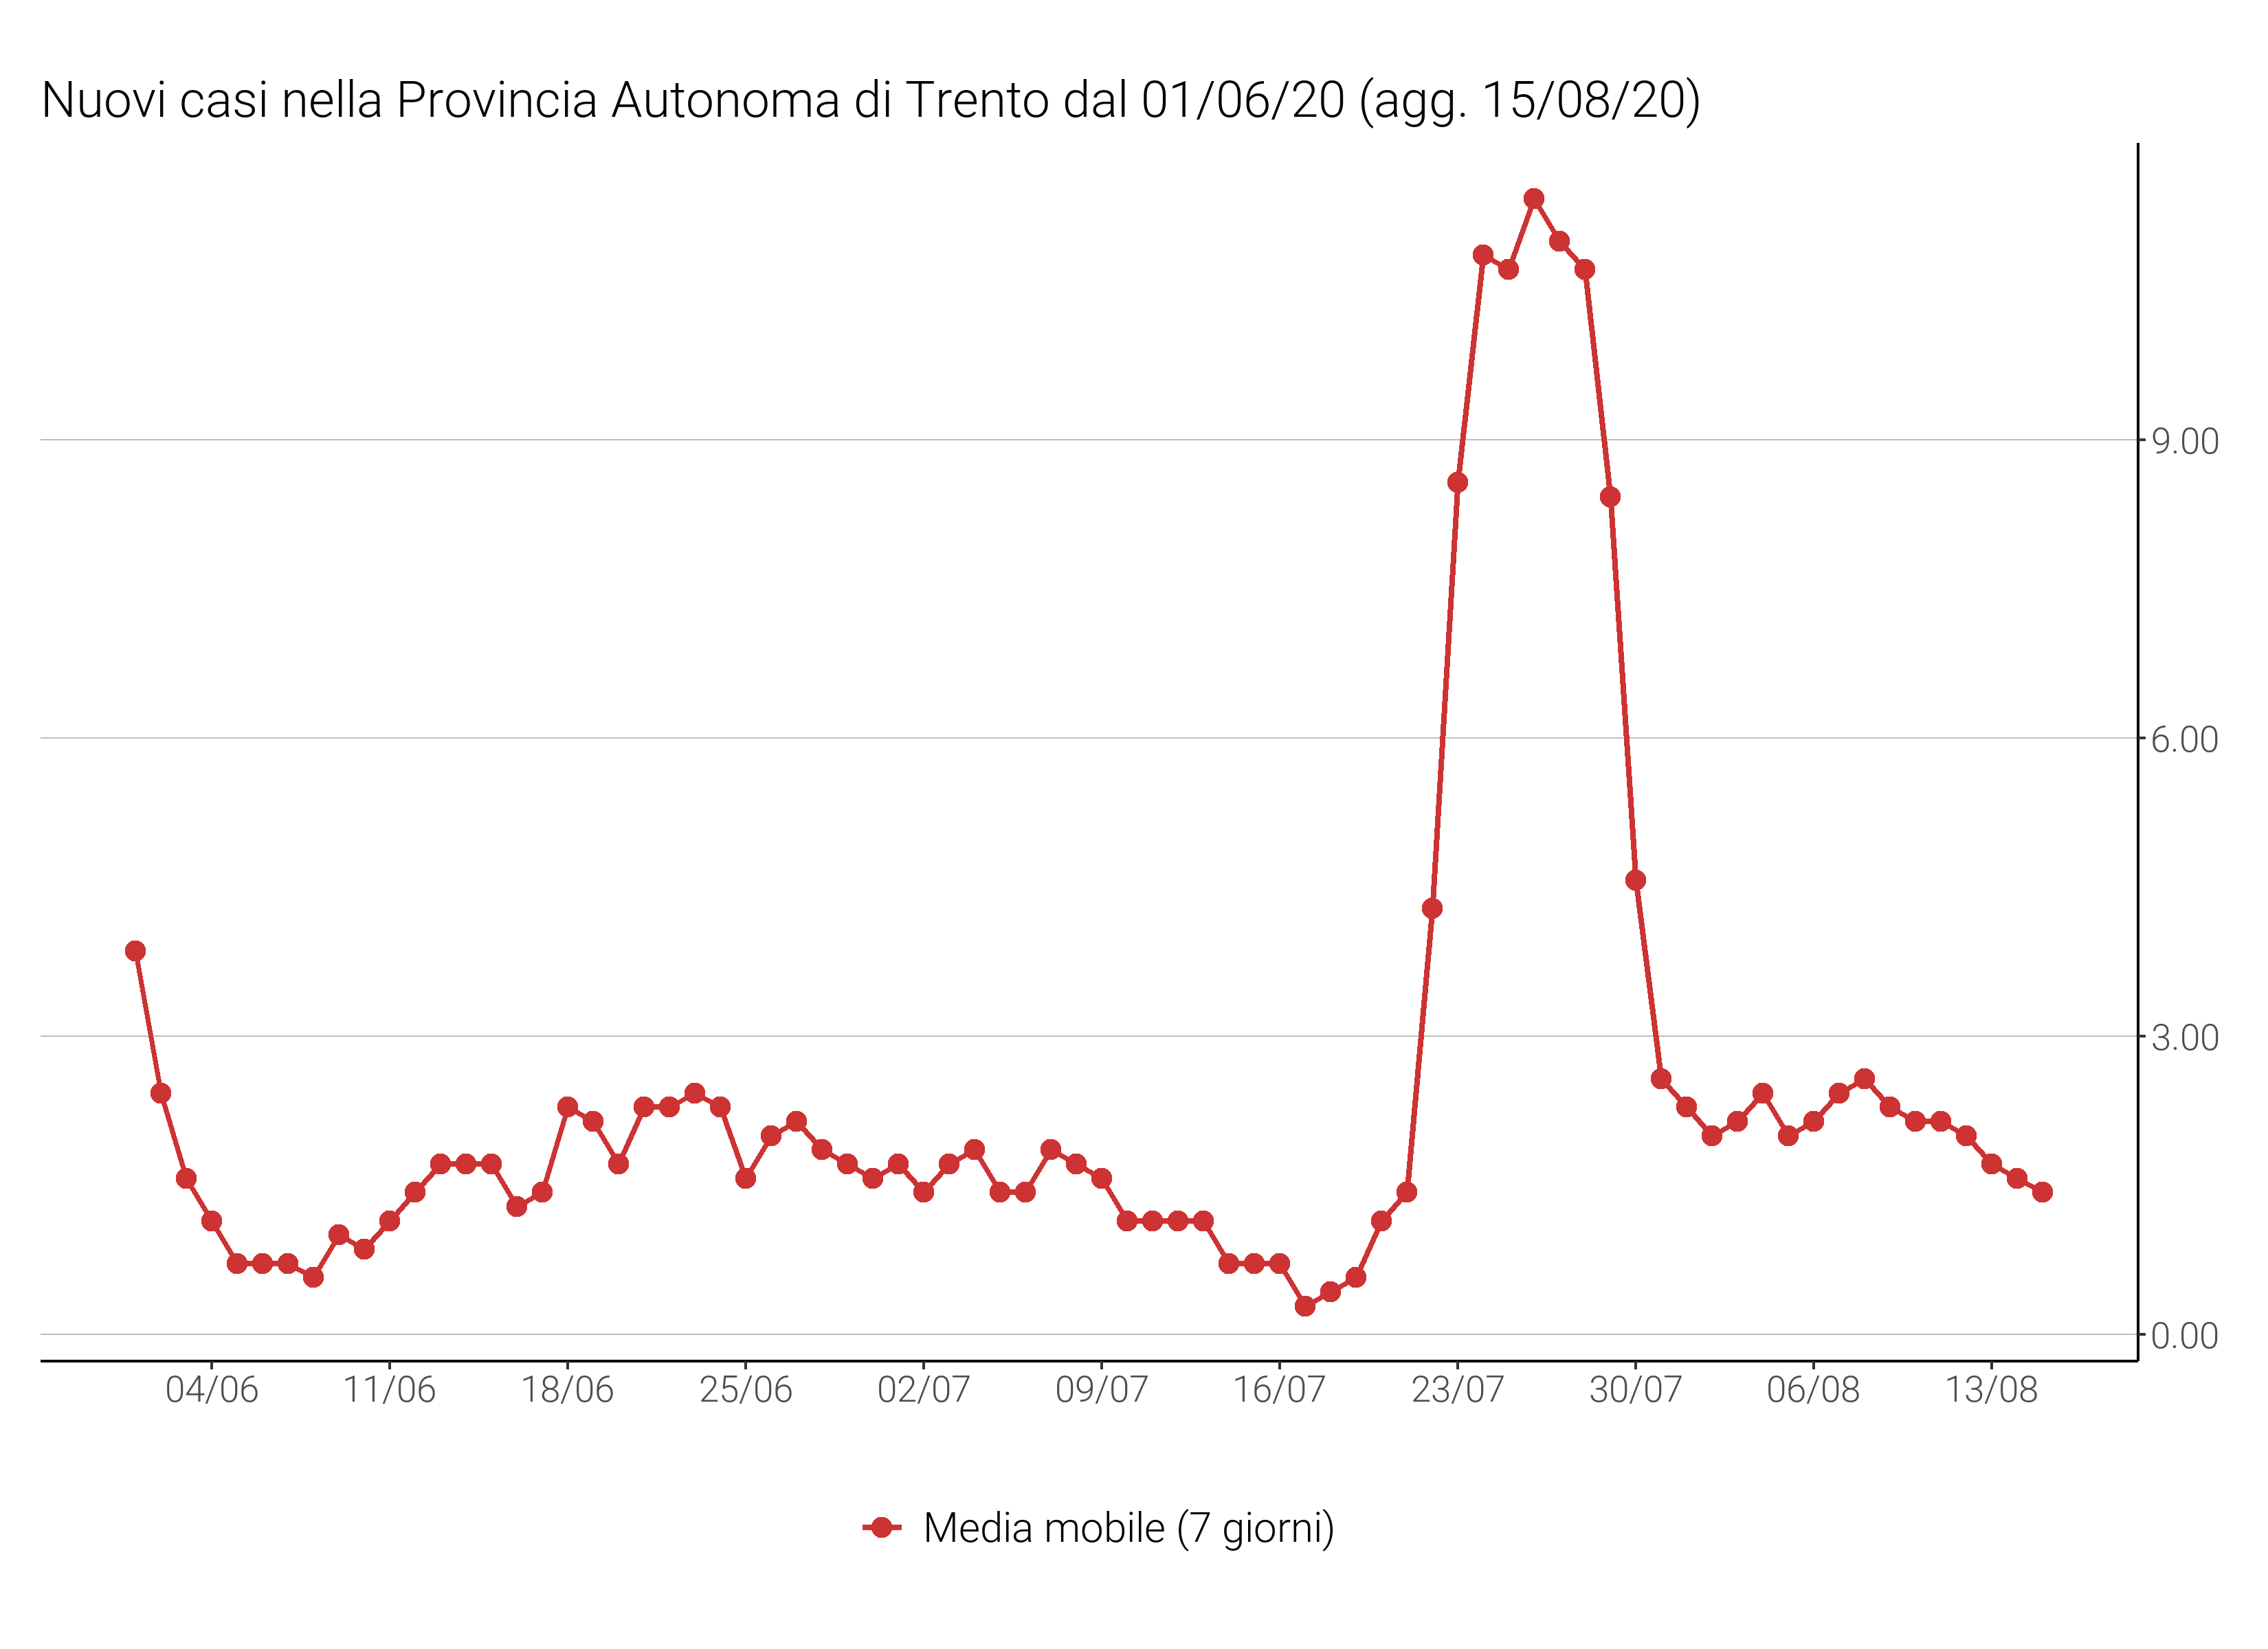 Nuovi casi nella Provincia Autonoma di Trento dal 01/06/20 (agg. 15/08/20)
9.00
6.00
3.00
0.00
04/06 11/06 18/06 25/06 02/07 09/07 16/07 23/07 30/07 06/08 13/08
Media mobile (7 giorni)